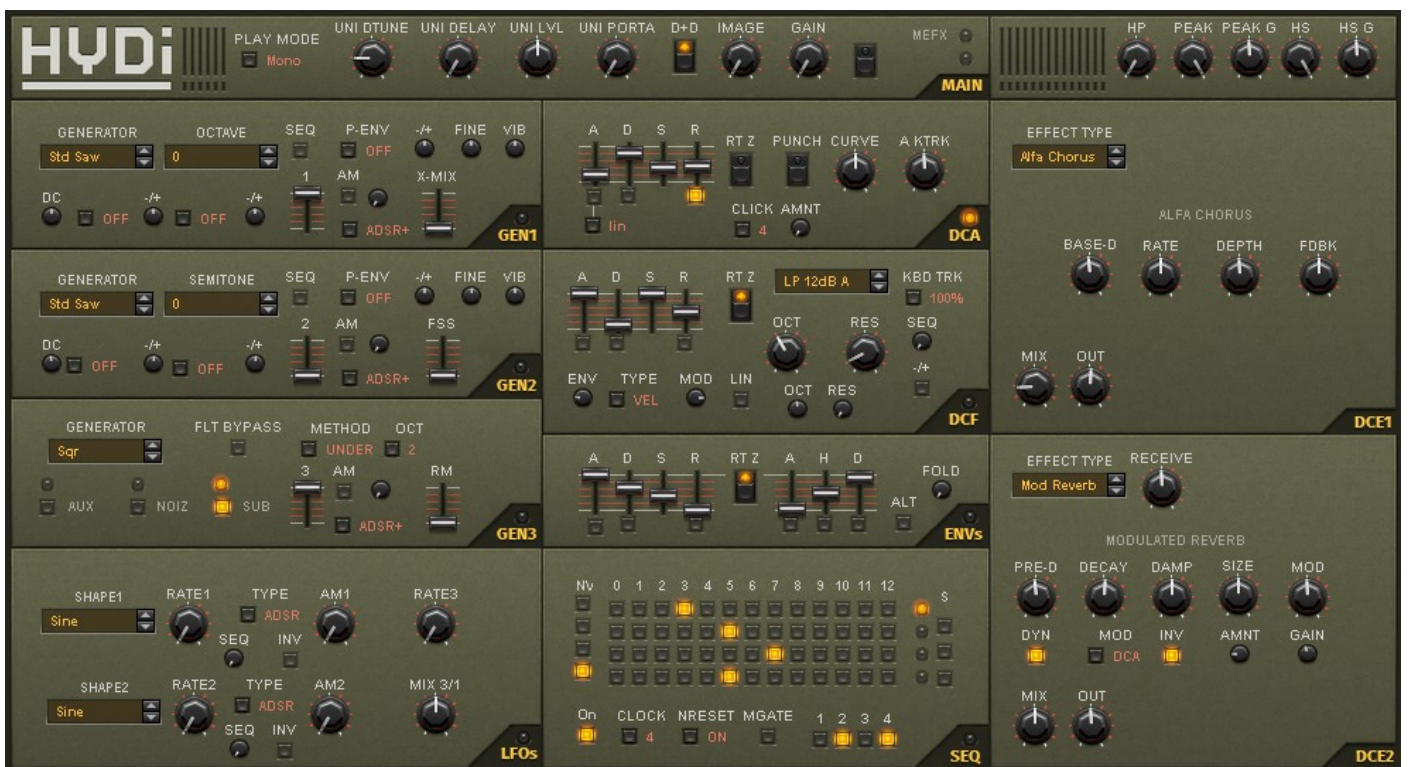 HYDi
PLAY MODE
Mono
UNI DTUNE UNI DELAY UNI LVL UNI PORTA D+D IMAGE GAIN
MEFX
MAIN
HP PEAK PEAK G HS HS G
GENERATOR OCTAVE SEQ P-ENV -/+ FINE VIB
Std Saw 0 OFF
1 AM X-MIX
DC -/+ -/+
OFF OFF
ADSR+
GEN1
A D S R
RT Z PUNCH CURVE A KTRK
CLICK AMNT
lin 4
DCA
EFFECT TYPE
Alfa Chorus
ALFA CHORUS
BASE-D RATE DEPTH FDBK
MIX OUT
DCE1
GENERATOR SEMITONE SEQ P-ENV -/+ FINE VIB
Std Saw 0 OFF
2 AM FSS
DC -/+ -/+
OFF OFF
ADSR+
GEN2
A D S R RT Z
LP 12dB A
KBD TRK
100%
OCT RES SEQ
-/+
ENV TYPE MOD LIN
VEL
OCT RES
DCF
GENERATOR FLT BYPASS METHOD OCT
Sqr UNDER 2
3 AM RM
AUX NOIZ SUB
ADSR+
GEN3
A D S R RT Z A H D
FOLD
ALT
ENVs
EFFECT TYPE RECEIVE
Mod Reverb
MODULATED REVERB
PRE-D DECAY DAMP SIZE MOD
DYN MOD INV AMNT GAIN
DCA
MIX OUT
DCE2
SHAPE1 RATE1 TYPE AM1 RATE3
Sine ADSR
SEQ INV
SHAPE2 RATE2 TYPE AM2 MIX 3/1
Sine ADSR
SEQ INV
LFOs
NV 0 1 2 3 4 5 6 7 8 9 10 11 12
S
On CLOCK NRESET MGATE 1 2 3 4
4 ON
SEQ